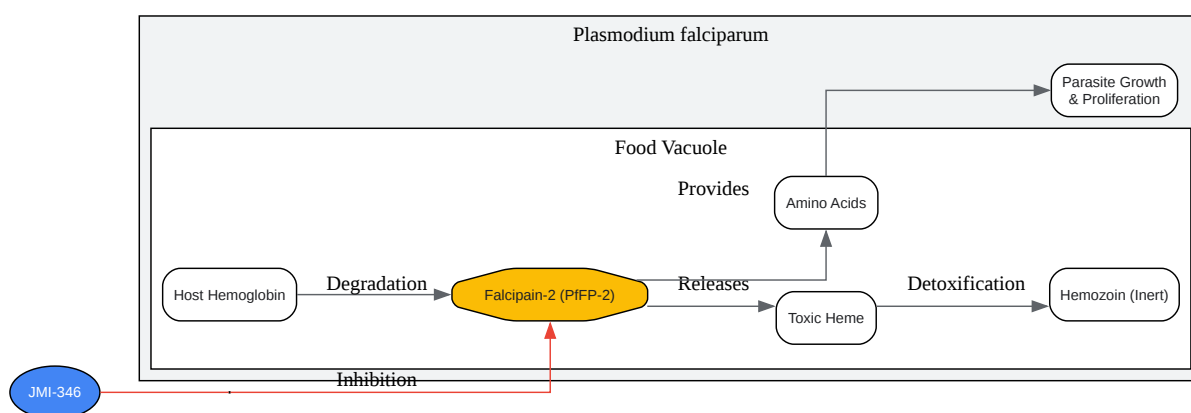 Plasmodium falciparum
Parasite Growth
& Proliferation
Food Vacuole
Provides
Amino Acids
Host Hemoglobin
Degradation
Falcipain-2 (PfFP-2)
Releases
Toxic Heme
Detoxification
Hemozoin (Inert)
JMI-346
Inhibition